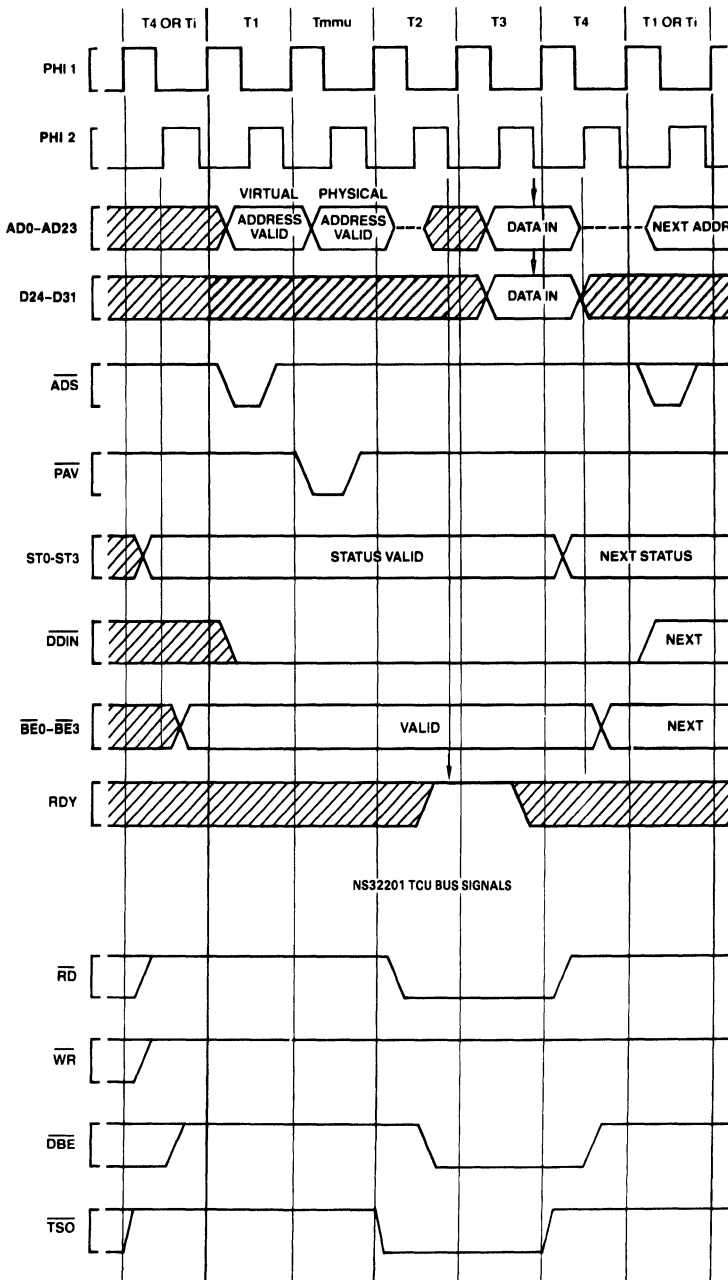 T4 OR Ti T1 Tmmu T2 T3 T4 T1 OR Ti
PHI 1
PHI 2
VIRTUAL PHYSICAL
AD0–AD23 ADDRESS VALID ADDRESS VALID DATA IN NEXT ADDR
D24–D31 DATA IN
ADS
PAV
ST0-ST3 STATUS VALID NEXT STATUS
DDIN NEXT
BE0–BE3 VALID NEXT
RDY
NS32201 TCU BUS SIGNALS
RD
WR
DBE
TSO